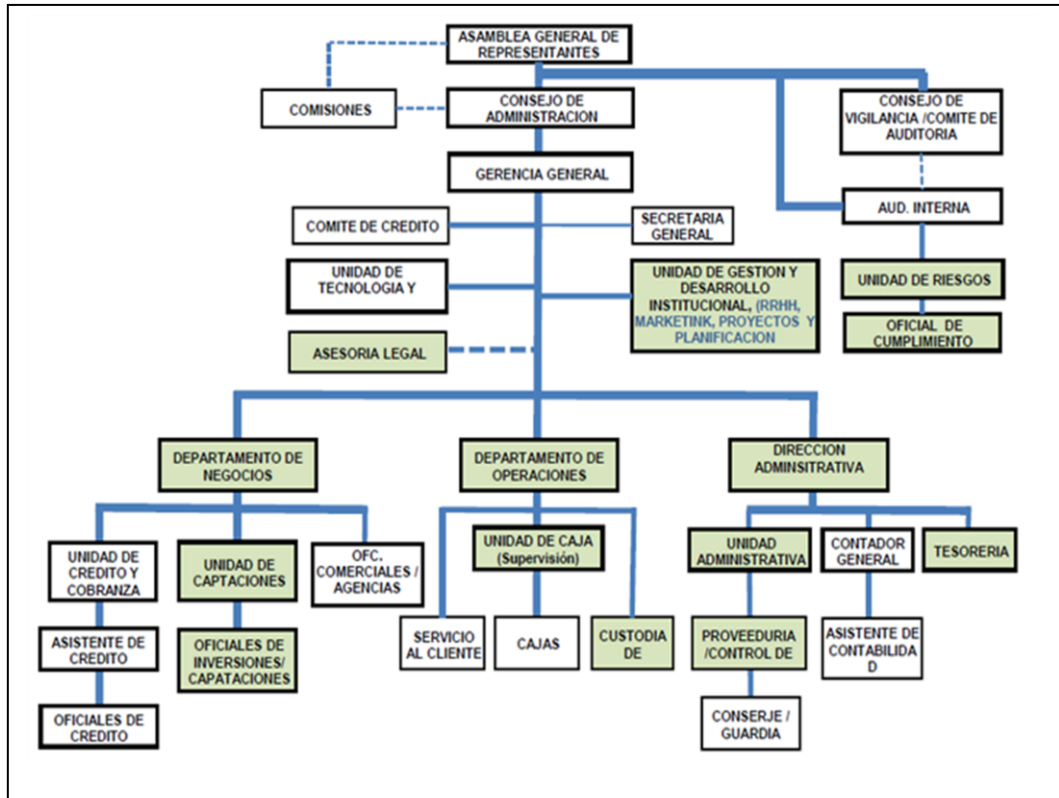 ASAMBLEA GENERAL DE
REPRESENTANTES
COMISIONES
CONSEJO DE
ADMINISTRACION
CONSEJO DE
VIGILANCIA /COMITE DE
AUDITORIA
GERENCIA GENERAL
AUD. INTERNA
COMITE DE CREDITO
SECRETARIA
GENERAL
UNIDAD DE
TECNOLOGIA Y
UNIDAD DE GESTION Y
DESARROLLO
INSTITUCIONAL, (RRHH,
MARKETINK, PROYECTOS Y
PLANIFICACION
UNIDAD DE RIESGOS
OFICIAL DE
CUMPLIMIENTO
ASESORIA LEGAL
DEPARTAMENTO DE
NEGOCIOS
DEPARTAMENTO DE
OPERACIONES
DIRECCION
ADMINSITRATIVA
UNIDAD DE
CREDITO Y
COBRANZA
UNIDAD DE
CAPTACIONES
OFC.
COMERCIALES /
AGENCIAS
UNIDAD DE CAJA
(Supervisión)
UNIDAD
ADMINISTRATIVA
CONTADOR
GENERAL
TESORERIA
ASISTENTE DE
CREDITO
OFICIALES DE
INVERSIONES/
CAPATACIONES
SERVICIO
AL CLIENTE
CAJAS
CUSTODIA
DE
PROVEEDURIA
/CONTROL DE
ASISTENTE DE
CONTABILIDA
D
OFICIALES DE
CREDITO
CONSERJE /
GUARDIA